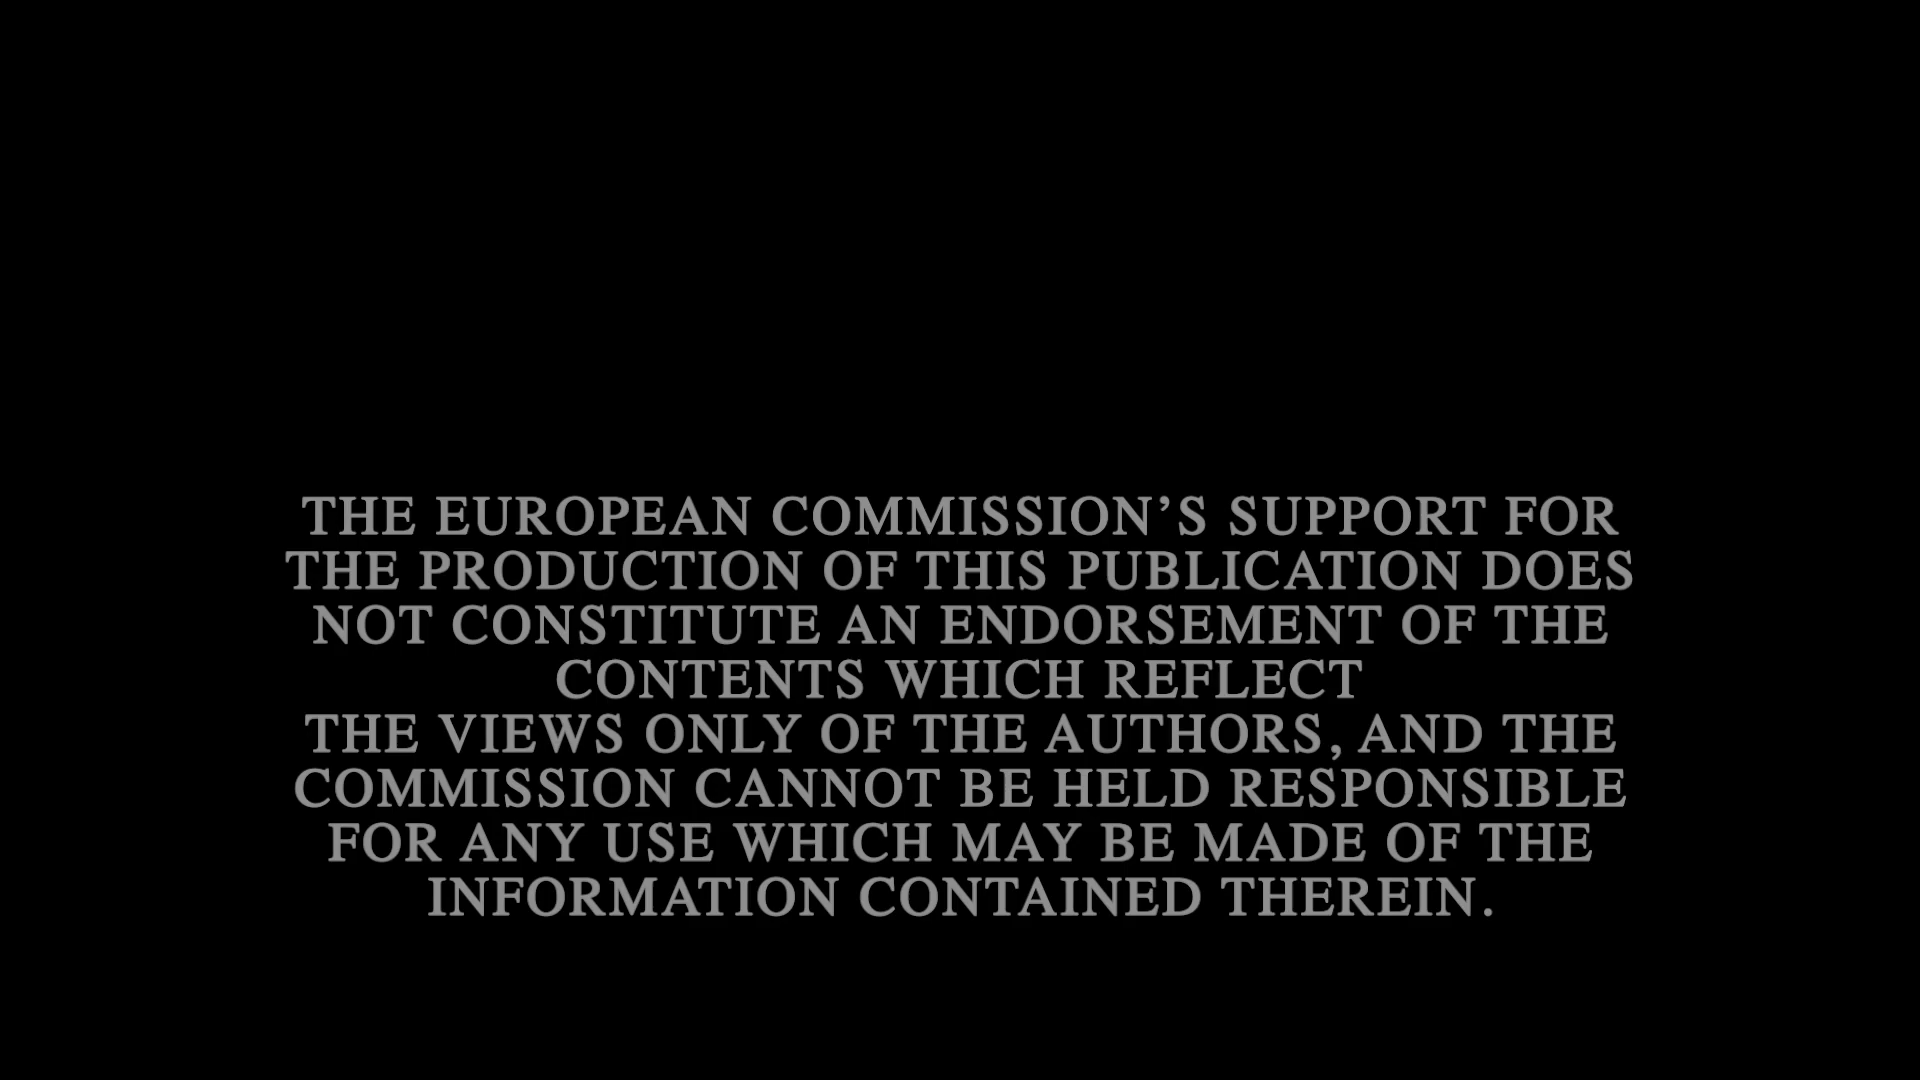 THE EUROPEAN COMMISSION’S SUPPORT FOR
THE PRODUCTION OF THIS PUBLICATION DOES
NOT CONSTITUTE AN ENDORSEMENT OF THE
CONTENTS WHICH REFLECT
THE VIEWS ONLY OF THE AUTHORS, AND THE
COMMISSION CANNOT BE HELD RESPONSIBLE
FOR ANY USE WHICH MAY BE MADE OF THE
INFORMATION CONTAINED THEREIN.